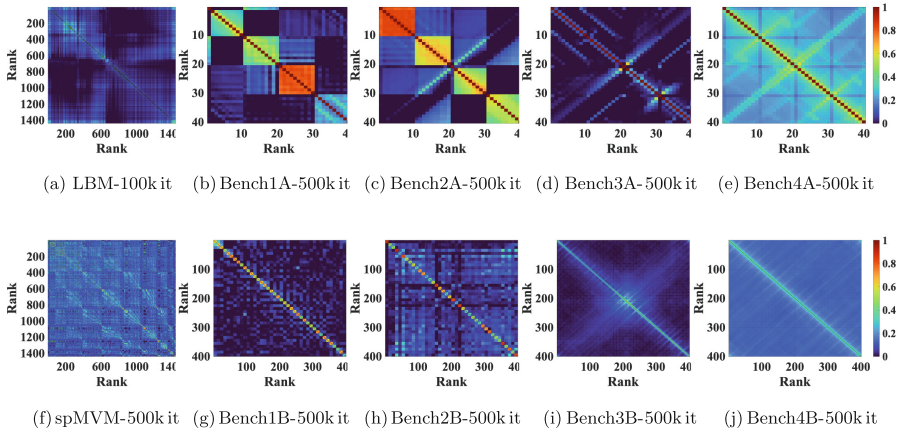 200
400
600
800
1000
1200
1400
Rank
200 600 1000 140
Rank
10
20
30
40
Rank
10 20 30 4
Rank
10
20
30
40
Rank
10 20 30 40
Rank
10
20
30
40
Rank
10 20 30 40
Rank
10
20
30
40
Rank
10 20 30 40
Rank
1
0.8
0.6
0.4
0.2
0
(a) LBM-100k it (b) Bench1A-500k it (c) Bench2A-500k it (d) Bench3A-500k it (e) Bench4A-500k it
200
400
600
800
1000
1200
1400
Rank
200 600 1000 140
Rank
100
200
300
400
Rank
100 200 300 40
Rank
100
200
300
400
Rank
100 200 300 40
Rank
100
200
300
400
Rank
100 200 300 400
Rank
100
200
300
400
Rank
100 200 300 400
Rank
1
0.8
0.6
0.4
0.2
0
(f) spMVM-500k it (g) Bench1B-500k it (h) Bench2B-500k it (i) Bench3B-500k it (j) Bench4B-500k it